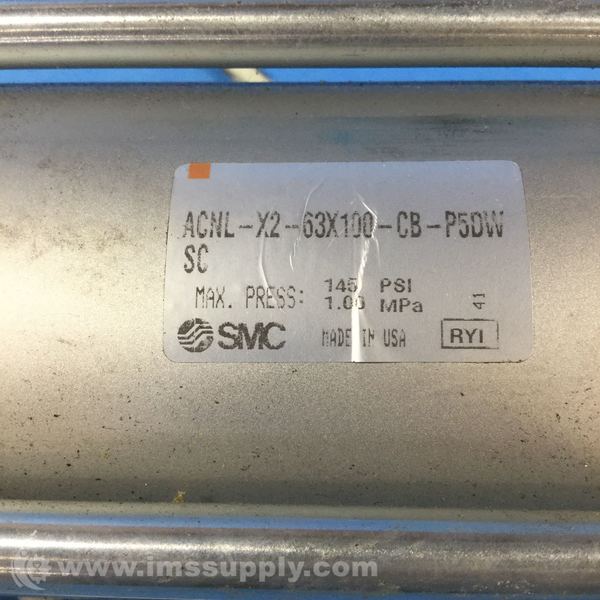 ACNL-X2-63X100-CB-P5DW
SC
MAX. PRESS: 145 PSI
1.00 MPa
41
SMC MADE IN USA RYI
www.imssupply.com